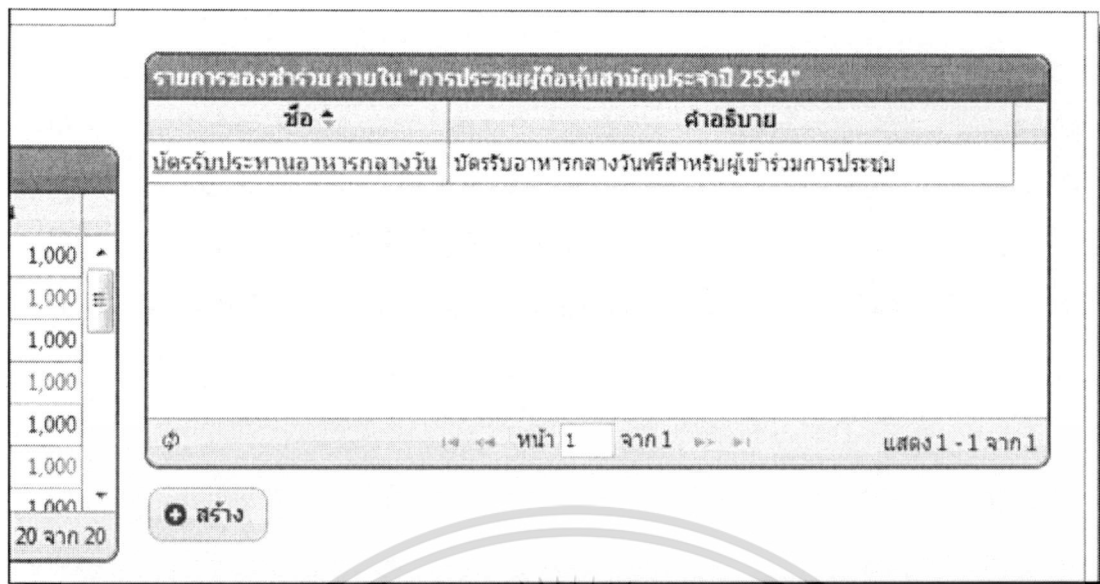 รายการของชำร่วย ภายใน "การประชุมผู้ถือหุ้นสามัญประจำปี 2554"
ชื่อ คำอธิบาย
บัตรรับประทานอาหารกลางวัน บัตรรับอาหารกลางวันฟรีสำหรับผู้เข้าร่วมการประชุม
1,000
1,000
1,000
1,000
1,000
1,000
1,000
หน้า 1 จาก 1 แสดง 1 - 1 จาก 1
20 จาก 20
สร้าง